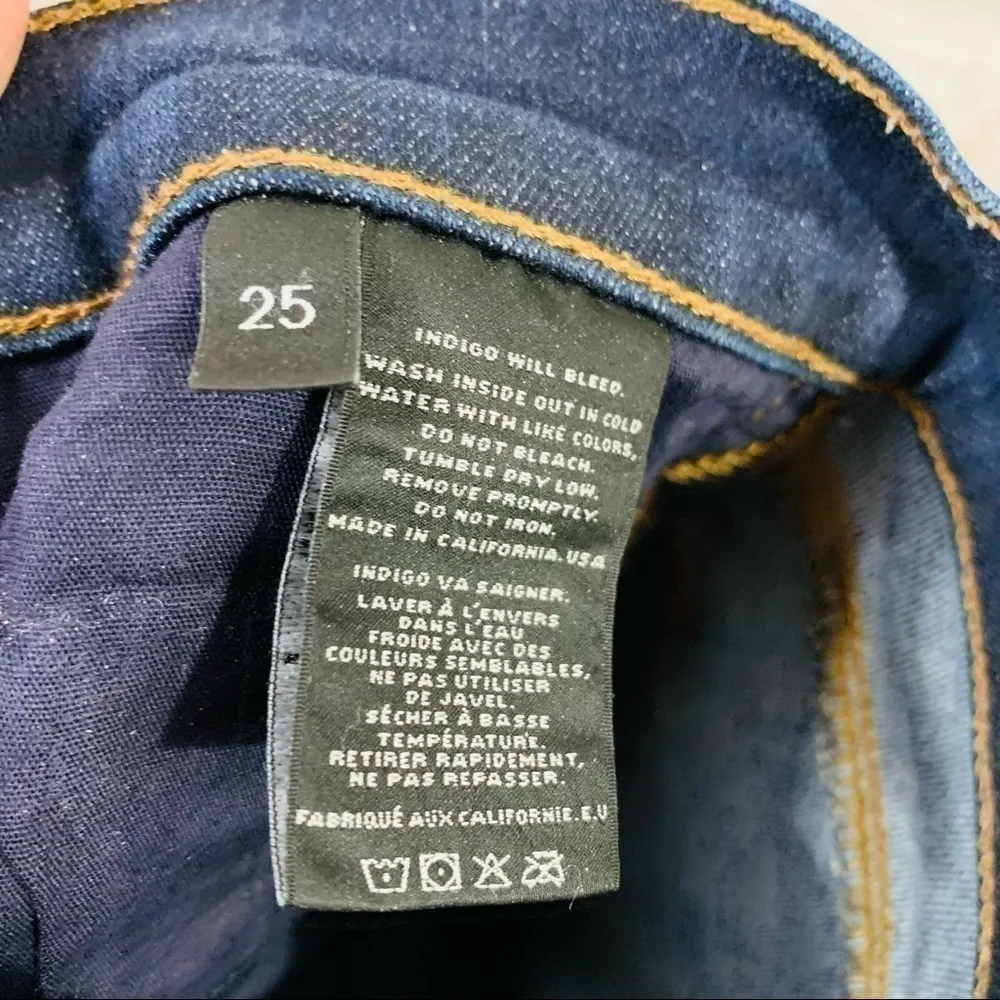 25
INDIGO WILL BLEED.
WASH INSIDE OUT IN COLD
WATER WITH LIKE COLORS,
DO NOT BLEACH.
TUMBLE DRY LOW.
REMOVE PROMPTLY.
DO NOT IRON.
MADE IN CALIFORNIA. USA
INDIGO VA SAIGNER.
LAVER À L'ENVERS
DANS L'EAU
FROIDE AVEC DES
COULEURS SEMBLABLES,
NE PAS UTILISER
DE JAVEL.
SÉCHER À BASSE
TEMPÉRATURE.
RETIRER RAPIDEMENT,
NE PAS REFASSER.
FABRIQUÉ AUX CALIFORNIE.E.U